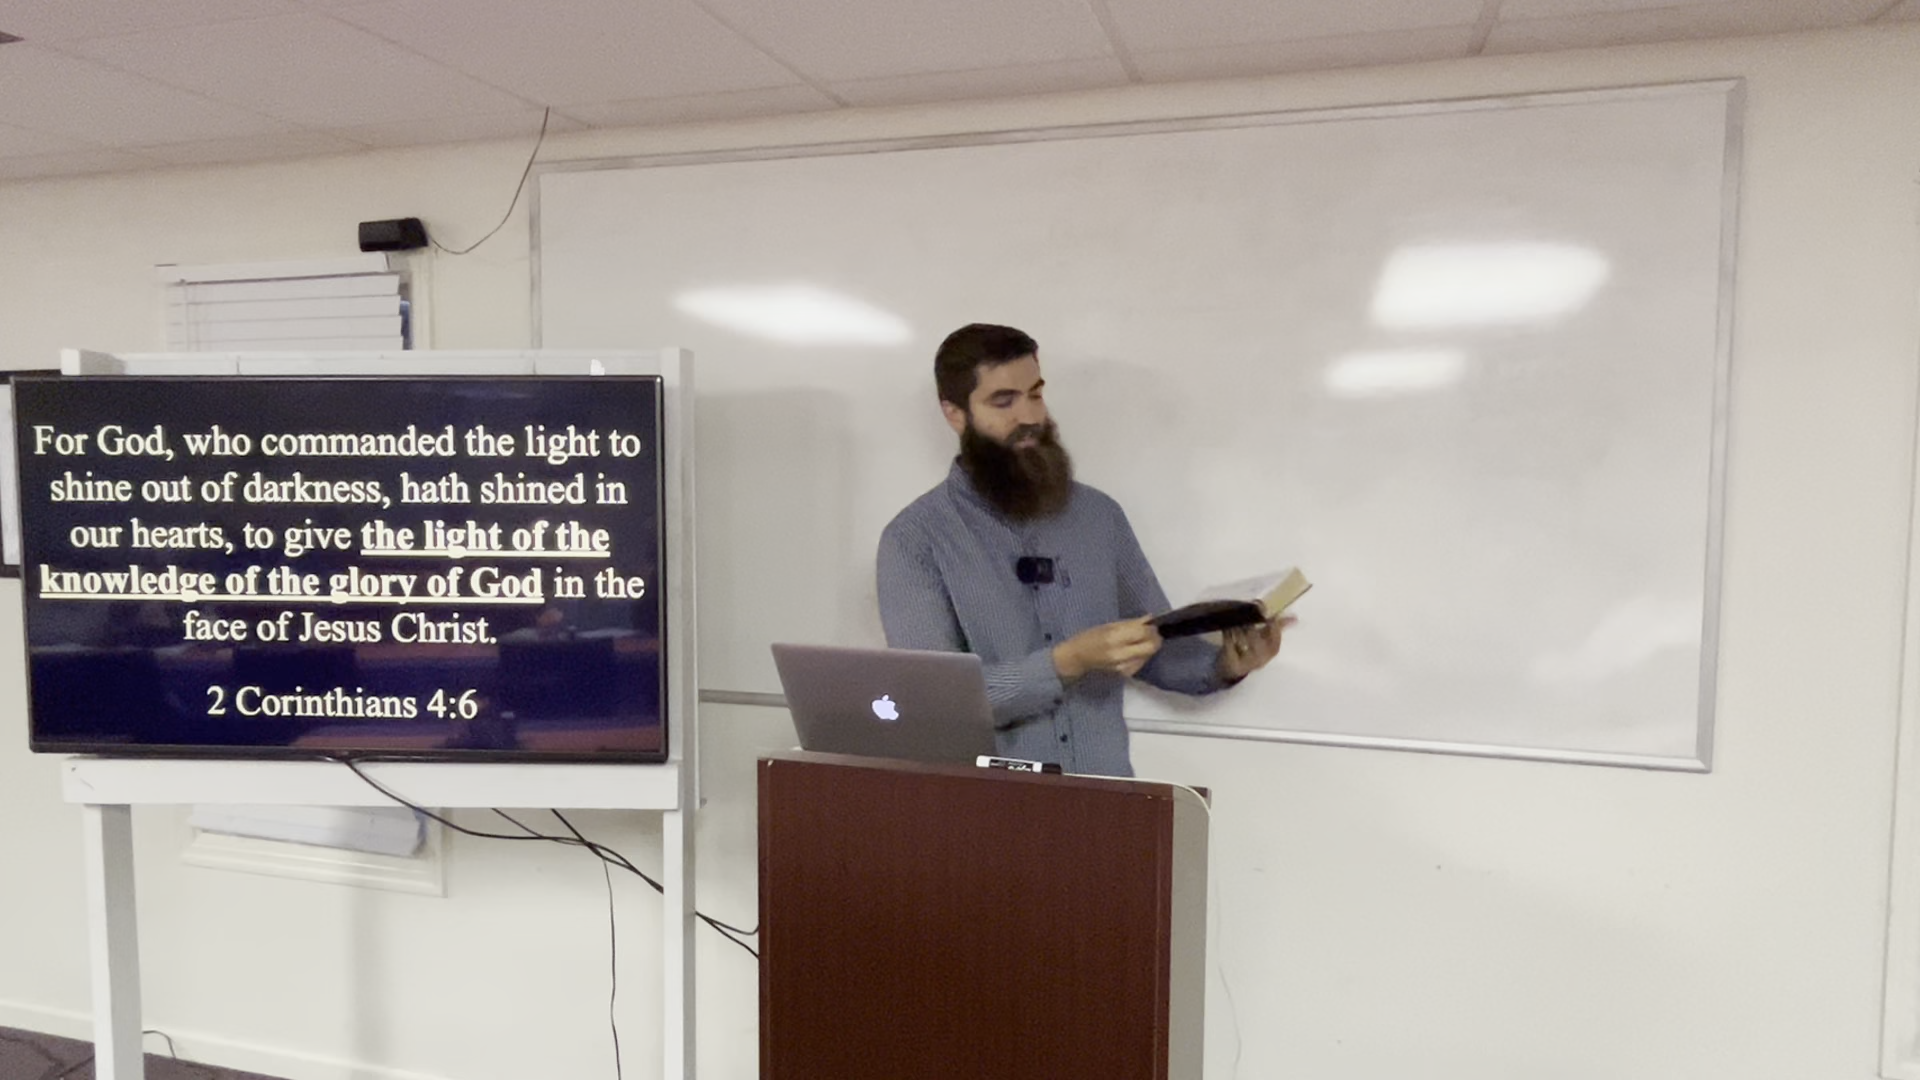 For God, who commanded the light to
shine out of darkness, hath shined in
our hearts, to give the light of the
knowledge of the glory of God in the
face of Jesus Christ.
2 Corinthians 4:6